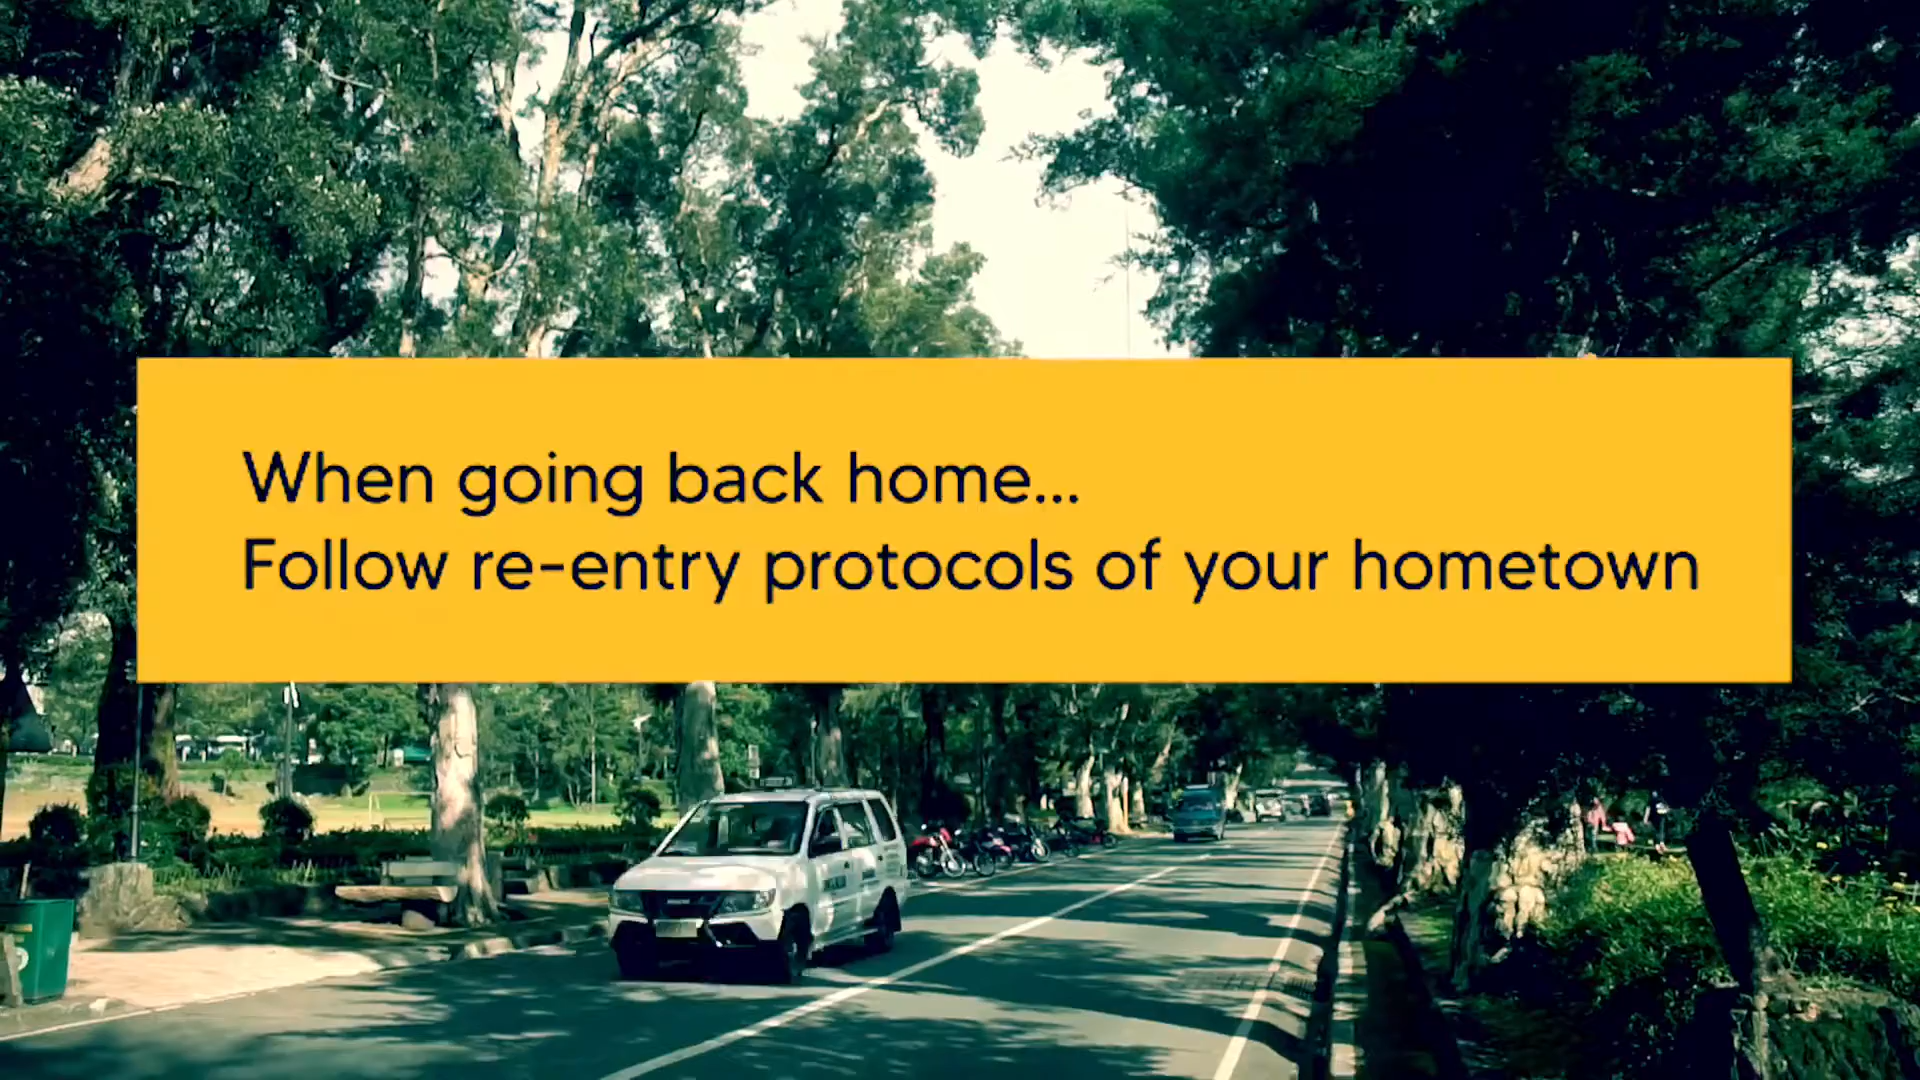 When going back home...
Follow re-entry protocols of your hometown